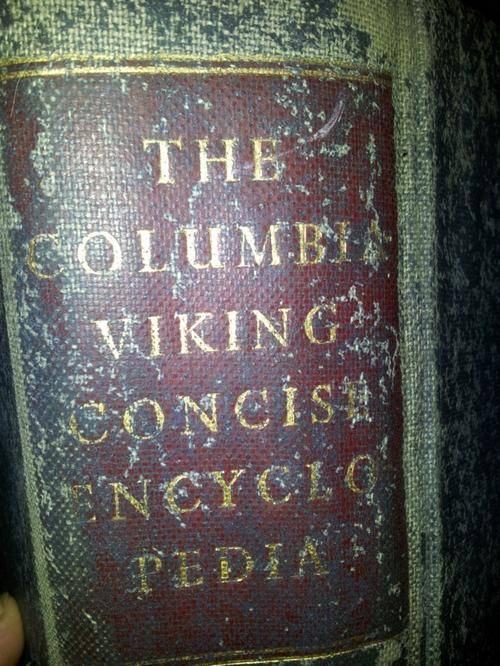 THE
COLUMBIA
VIKING
CONCISE
ENCYCLO
PEDIA